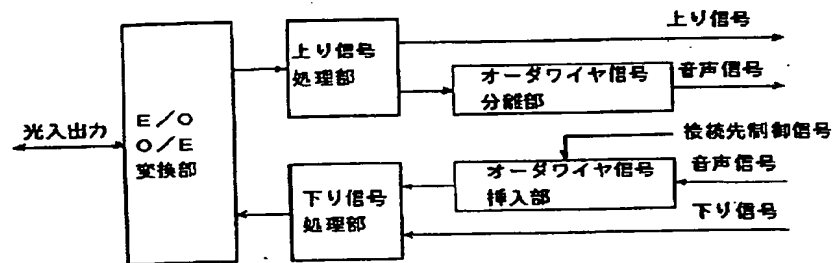 上り信号
上り信号
処理部
オーダワイヤ信号
分離部
音声信号
E/O
O/E
変換部
光入出力
接続先制御信号
オーダワイヤ信号
挿入部
音声信号
下り信号
処理部
下り信号